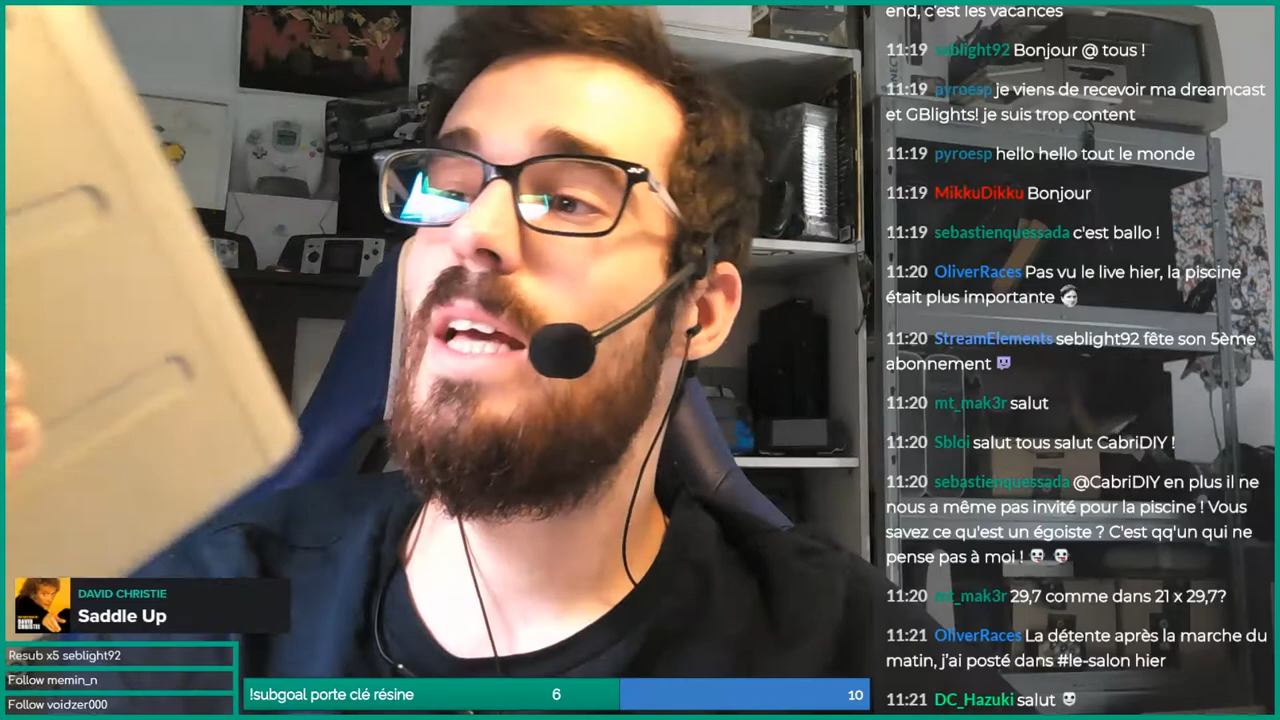 end, c'est les vacances
11:19 seblight92 Bonjour @ tous !
11:19 pyroesp je viens de recevoir ma dreamcast
et GBlights! je suis trop content
11:19 pyroesp hello hello tout le monde
11:19 MikkuDikku Bonjour
11:19 sebastienquessada c'est ballo !
11:20 OliverRaces Pas vu le live hier, la piscine
était plus importante
11:20 StreamElements seblight92 fête son 5ème
abonnement
11:20 mt_mak3r salut
11:20 Sbloi salut tous salut CabriDIY !
11:20 sebastienquessada @CabriDIY en plus il ne
nous a même pas invité pour la piscine ! Vous
savez ce qu'est un égoiste ? C'est qq'un qui ne
pense pas à moi !
11:20 mt_mak3r 29,7 comme dans 21 x 29,7?
11:21 OliverRaces La détente après la marche du
matin, j'ai posté dans #le-salon hier
11:21 DC_Hazuki salut
DAVID CHRISTIE
Saddle Up
Resub x5 seblight92
Follow memin_n
Follow voidzer000
!subgoal porte clé résine 6 10